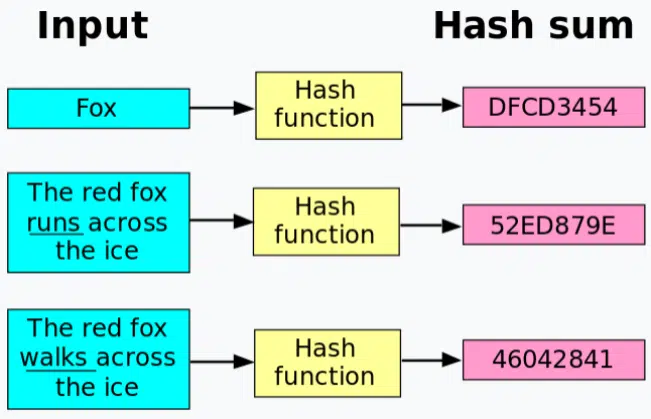 Input
Hash sum
Fox
Hash
function
DFCD3454
The red fox
runs across
the ice
Hash
function
52ED879E
The red fox
walks across
the ice
Hash
function
46042841